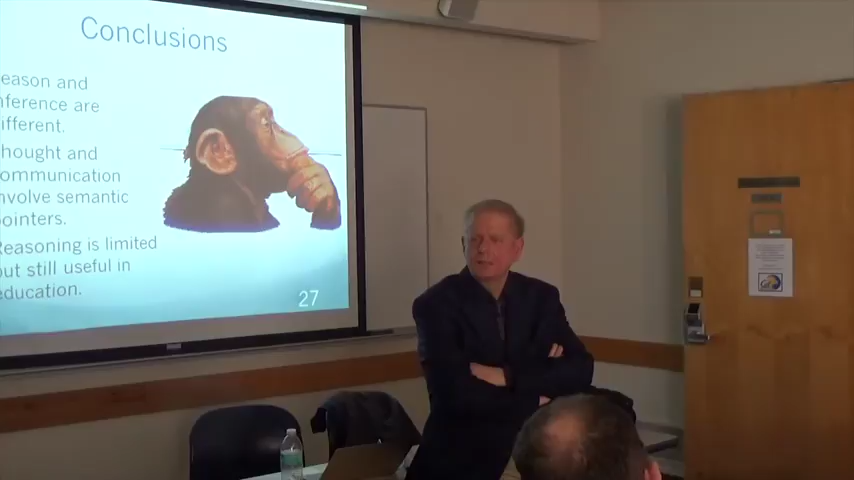 Conclusions
eason and
nference are
ifferent.
hought and
ommunication
nvolve semantic
ointers.
Reasoning is limited
out still useful in
education.
27